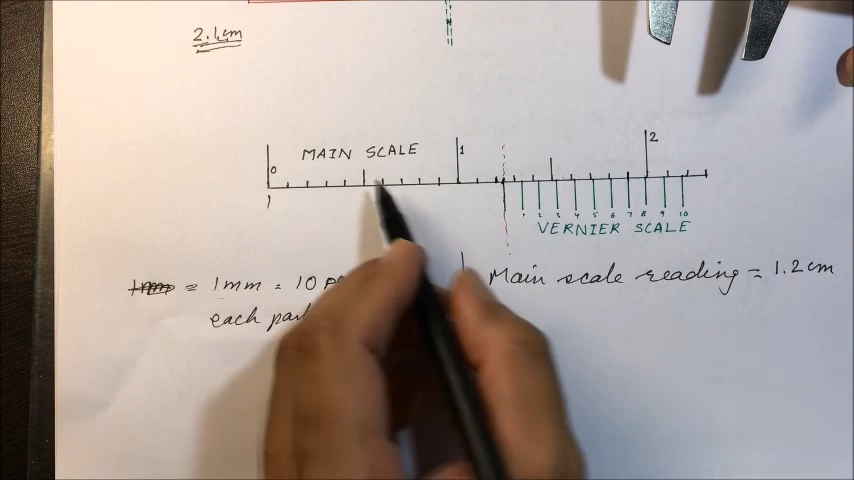 2.1cm
0 MAIN SCALE 1 2
1 2 3 4 5 6 7 8 9 10
VERNIER SCALE
= 1mm = 10
each
Main scale reading = 1.2cm